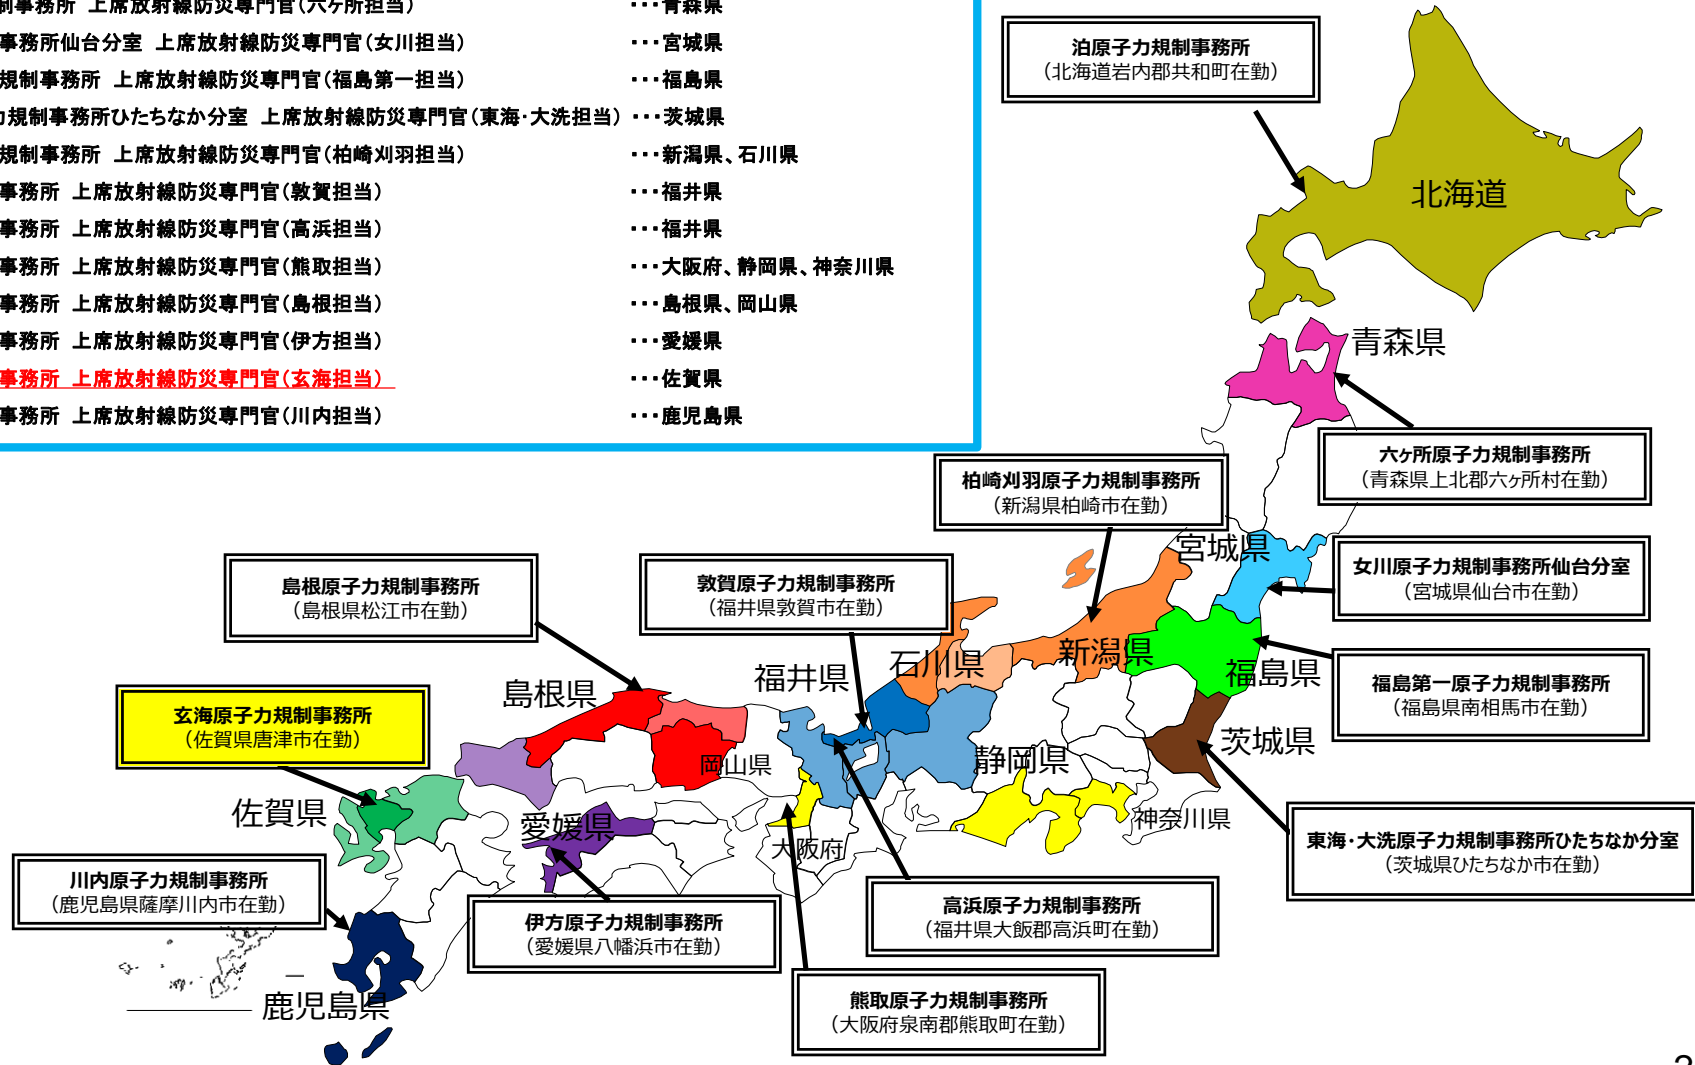 制事務所 上席放射線防災専門官（六ヶ所担当） ･･･青森県
事務所仙台分室 上席放射線防災専門官（女川担当） ･･･宮城県
規制事務所 上席放射線防災専門官（福島第一担当） ･･･福島県
規制事務所ひたちなか分室 上席放射線防災専門官（東海･大洗担当） ･･･茨城県
規制事務所 上席放射線防災専門官（柏崎刈羽担当） ･･･新潟県、石川県
事務所 上席放射線防災専門官（敦賀担当） ･･･福井県
事務所 上席放射線防災専門官（高浜担当） ･･･福井県
事務所 上席放射線防災専門官（熊取担当） ･･･大阪府、静岡県、神奈川県
事務所 上席放射線防災専門官（島根担当） ･･･島根県、岡山県
事務所 上席放射線防災専門官（伊方担当） ･･･愛媛県
事務所 上席放射線防災専門官（玄海担当） ･･･佐賀県
事務所 上席放射線防災専門官（川内担当） ･･･鹿児島県
泊原子力規制事務所
（北海道岩内郡共和町在勤）
北海道
青森県
六ヶ所原子力規制事務所
（青森県上北郡六ヶ所村在勤）
柏崎刈羽原子力規制事務所
（新潟県柏崎市在勤）
宮城県
女川原子力規制事務所仙台分室
（宮城県仙台市在勤）
島根原子力規制事務所
（島根県松江市在勤）
敦賀原子力規制事務所
（福井県敦賀市在勤）
新潟県
石川県
福井県
福島県
福島第一原子力規制事務所
（福島県南相馬市在勤）
島根県
玄海原子力規制事務所
（佐賀県唐津市在勤）
茨城県
静岡県
岡山県
佐賀県
愛媛県
神奈川県
大阪府
東海･大洗原子力規制事務所ひたちなか分室
（茨城県ひたちなか市在勤）
川内原子力規制事務所
（鹿児島県薩摩川内市在勤）
伊方原子力規制事務所
（愛媛県八幡浜市在勤）
高浜原子力規制事務所
（福井県大飯郡高浜町在勤）
鹿児島県
熊取原子力規制事務所
（大阪府泉南郡熊取町在勤）